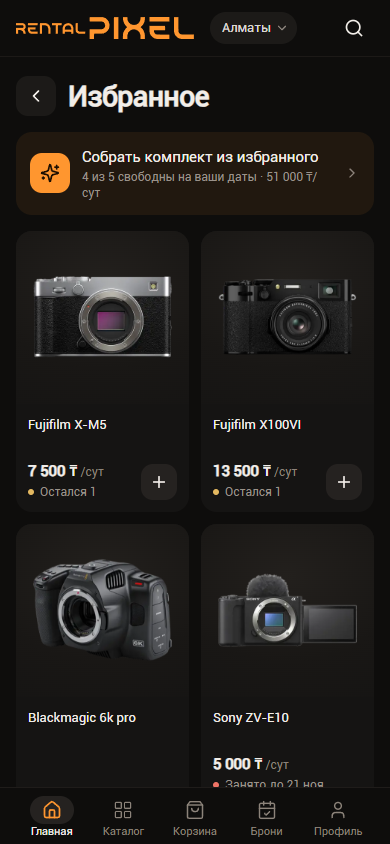 RENTAL PIXEL
Алматы
Избранное
Собрать комплект из избранного
4 из 5 свободны на ваши даты · 51 000 ₸/
сут
Fujifilm X-M5
7 500 ₸ /сут
Остался 1
Fujifilm X100VI
13 500 ₸ /сут
Остался 1
Blackmagic 6k pro
SONY
Sony ZV-E10
5 000 ₸ /сут
Занято до 21 ноя
Главная
Каталог
Корзина
Брони
Профиль